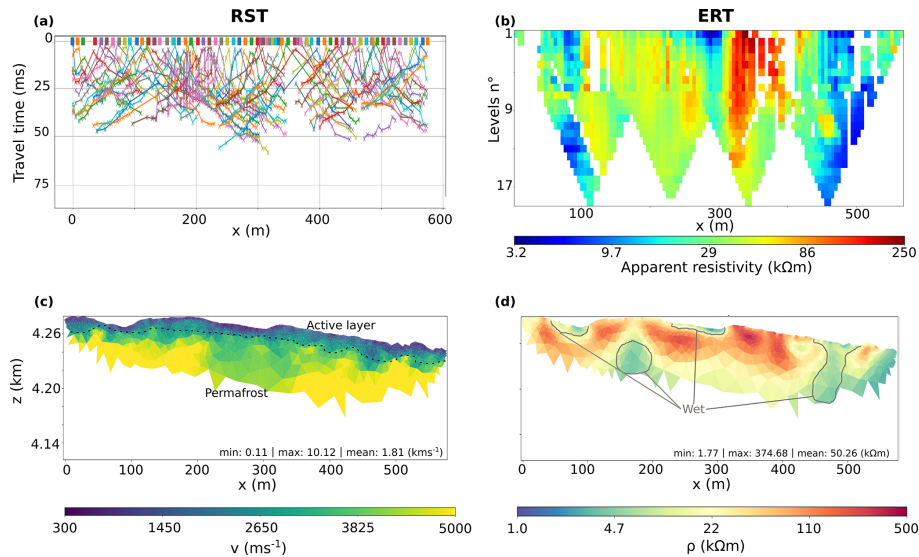 RST
ERT
(a)
(b)
0
25
50
75
Travel time (ms)
0
200
400
600
x (m)
1
9
17
Levels n°
100
300
500
x (m)
3.2
9.7
29
86
250
Apparent resistivity (kΩm)
(c)
(d)
4.26
4.20
4.14
z (km)
Active layer
Permafrost
min: 0.11 | max: 10.12 | mean: 1.81 (kms⁻¹)
0
100
200
300
400
500
x (m)
300
1450
2650
3825
5000
v (ms⁻¹)
Wet
min: 1.77 | max: 374.68 | mean: 50.26 (kΩm)
0
100
200
300
400
500
x (m)
1.0
4.7
22
110
500
ρ (kΩm)